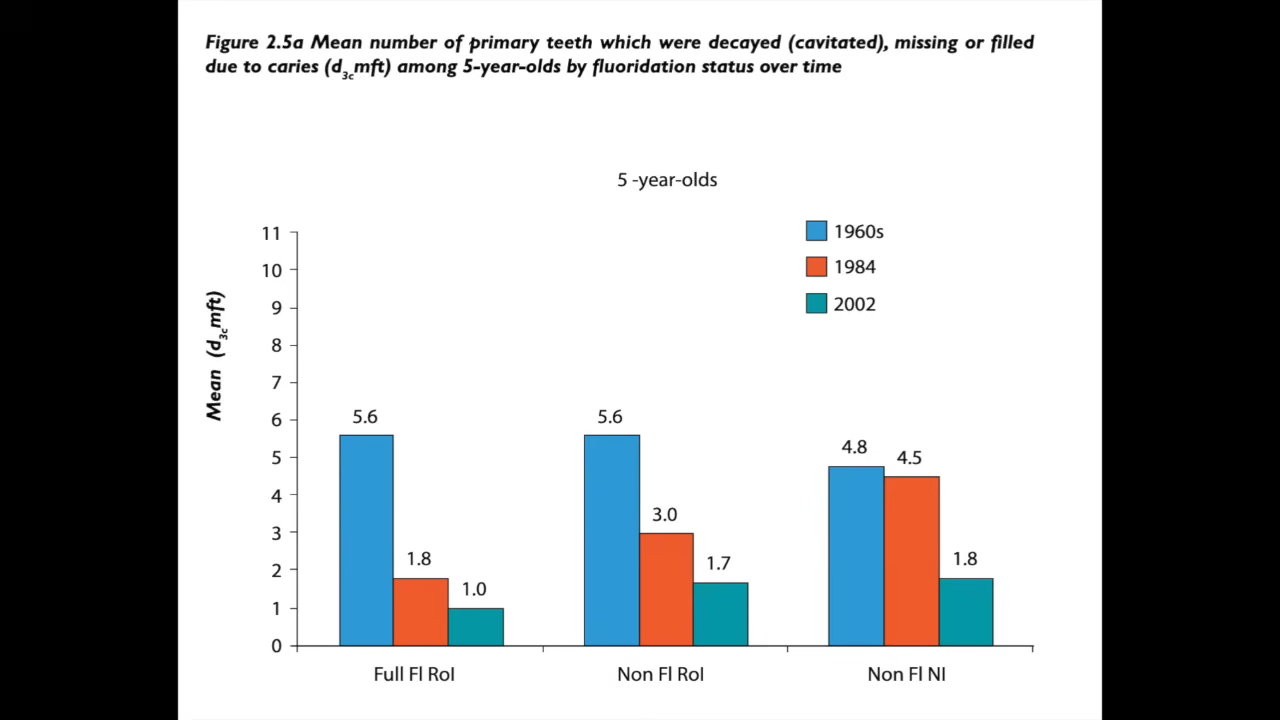 Figure 2.5a Mean number of primary teeth which were decayed (cavitated), missing or filled
due to caries (d3cmft) among 5-year-olds by fluoridation status over time
5 -year-olds
1960s
1984
2002
Mean (d3cmft)
11
10
9
8
7
6
5
4
3
2
1
0
5.6
1.8
1.0
5.6
3.0
1.7
4.8
4.5
1.8
Full Fl RoI
Non Fl RoI
Non Fl NI